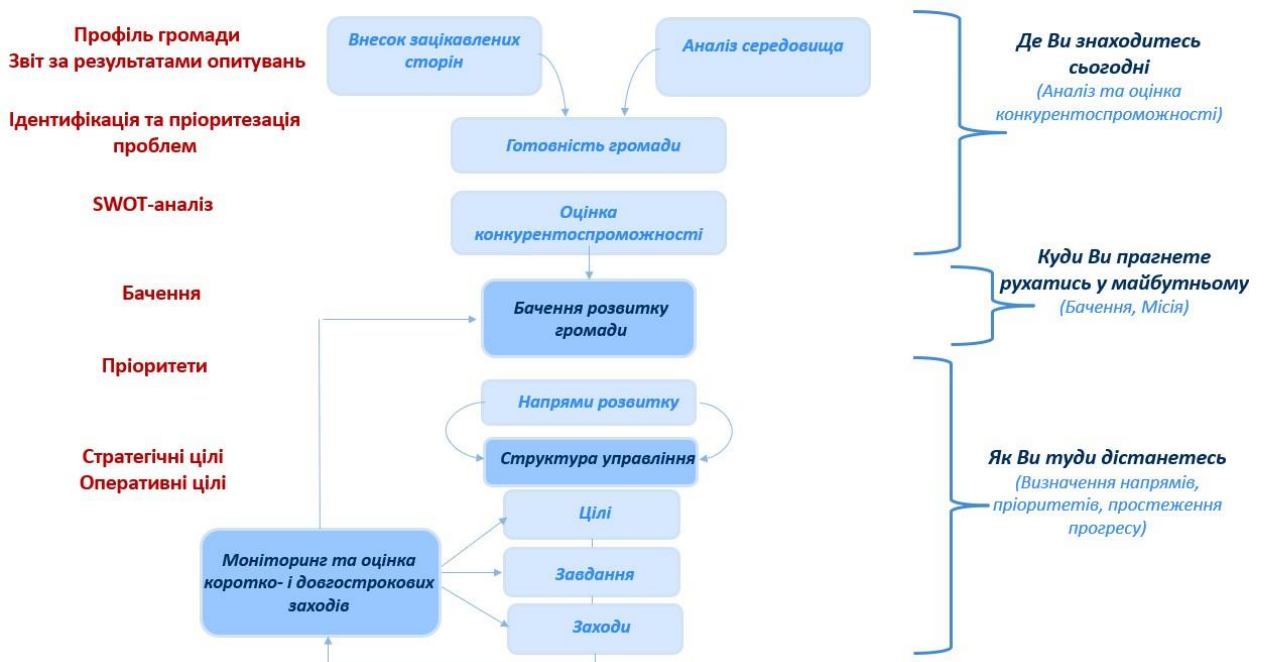 Профіль громади
Звіт за результатами опитувань
Внесок зацікавлених
сторін
Аналіз середовища
Де Ви знаходитесь
сьогодні
(Аналіз та оцінка
конкурентоспроможності)
Ідентифікація та пріоритезація
проблем
Готовність громади
SWOT-аналіз
Оцінка
конкурентоспроможності
Куди Ви прагнете
рухатись у майбутньому
(Бачення, Місія)
Бачення
Бачення розвитку
громади
Пріоритети
Напрями розвитку
Стратегічні цілі
Оперативні цілі
Структура управління
Як Ви туди дістанетесь
(Визначення напрямів,
пріоритетів, простеження
прогресу)
Цілі
Моніторинг та оцінка
коротко- і довгострокових
заходів
Завдання
Заходи